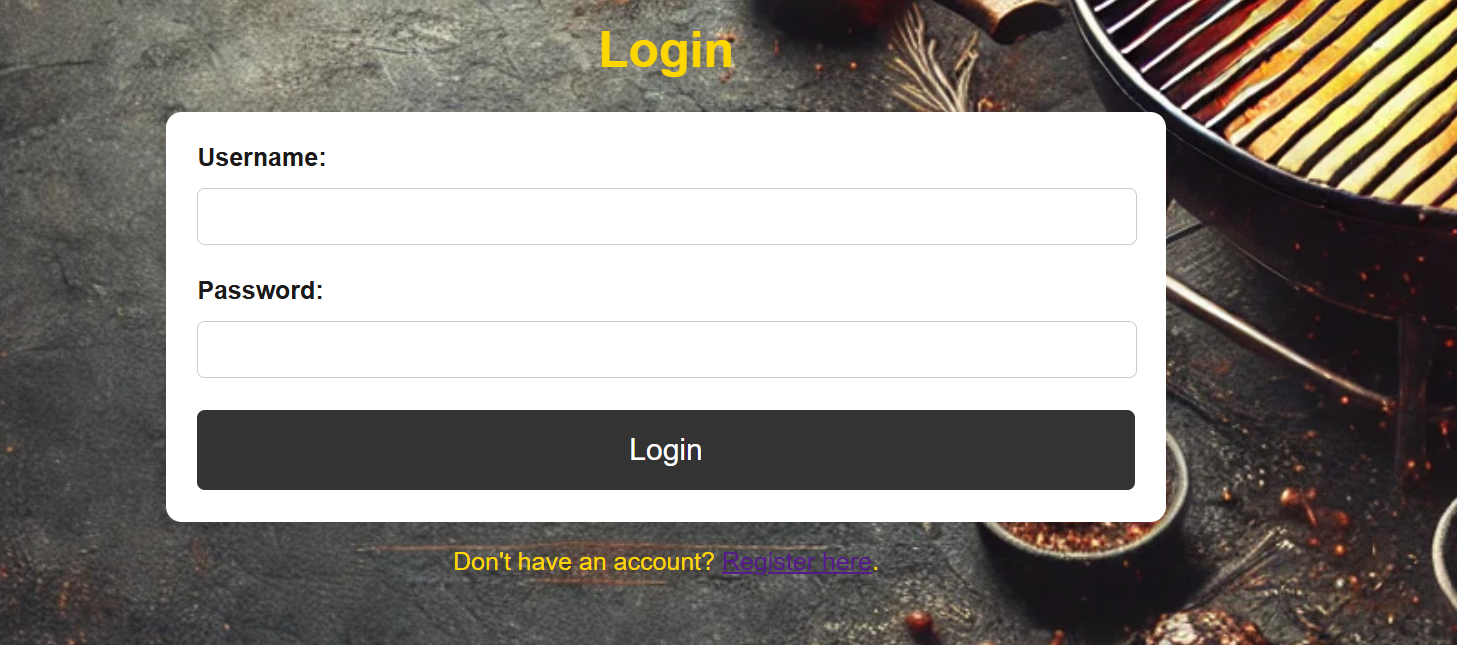 Login
Username:
Password:
Login
Don't have an account? Register here.